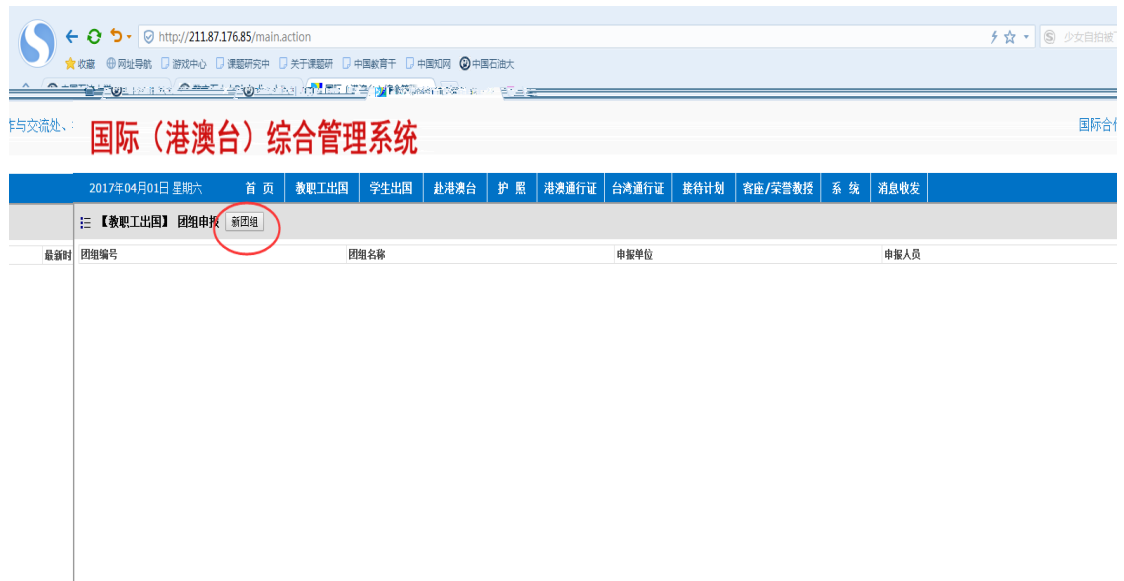 http://211.87.176.85/main.action
少女自拍被
收藏 网址导航 游戏中心 课题研究中 关于课题研 中国教育干 中国知网 中国石油大
作与交流处、
国际（港澳台）综合管理系统
国际合作
2017年04月01日 星期六 首 页 教职工出国 学生出国 赴港澳台 护 照 港澳通行证 台湾通行证 接待计划 客座/荣誉教授 系 统 消息收发
【教职工出国】 团组申报 新团组
最新时 团组编号 团组名称 申报单位 申报人员